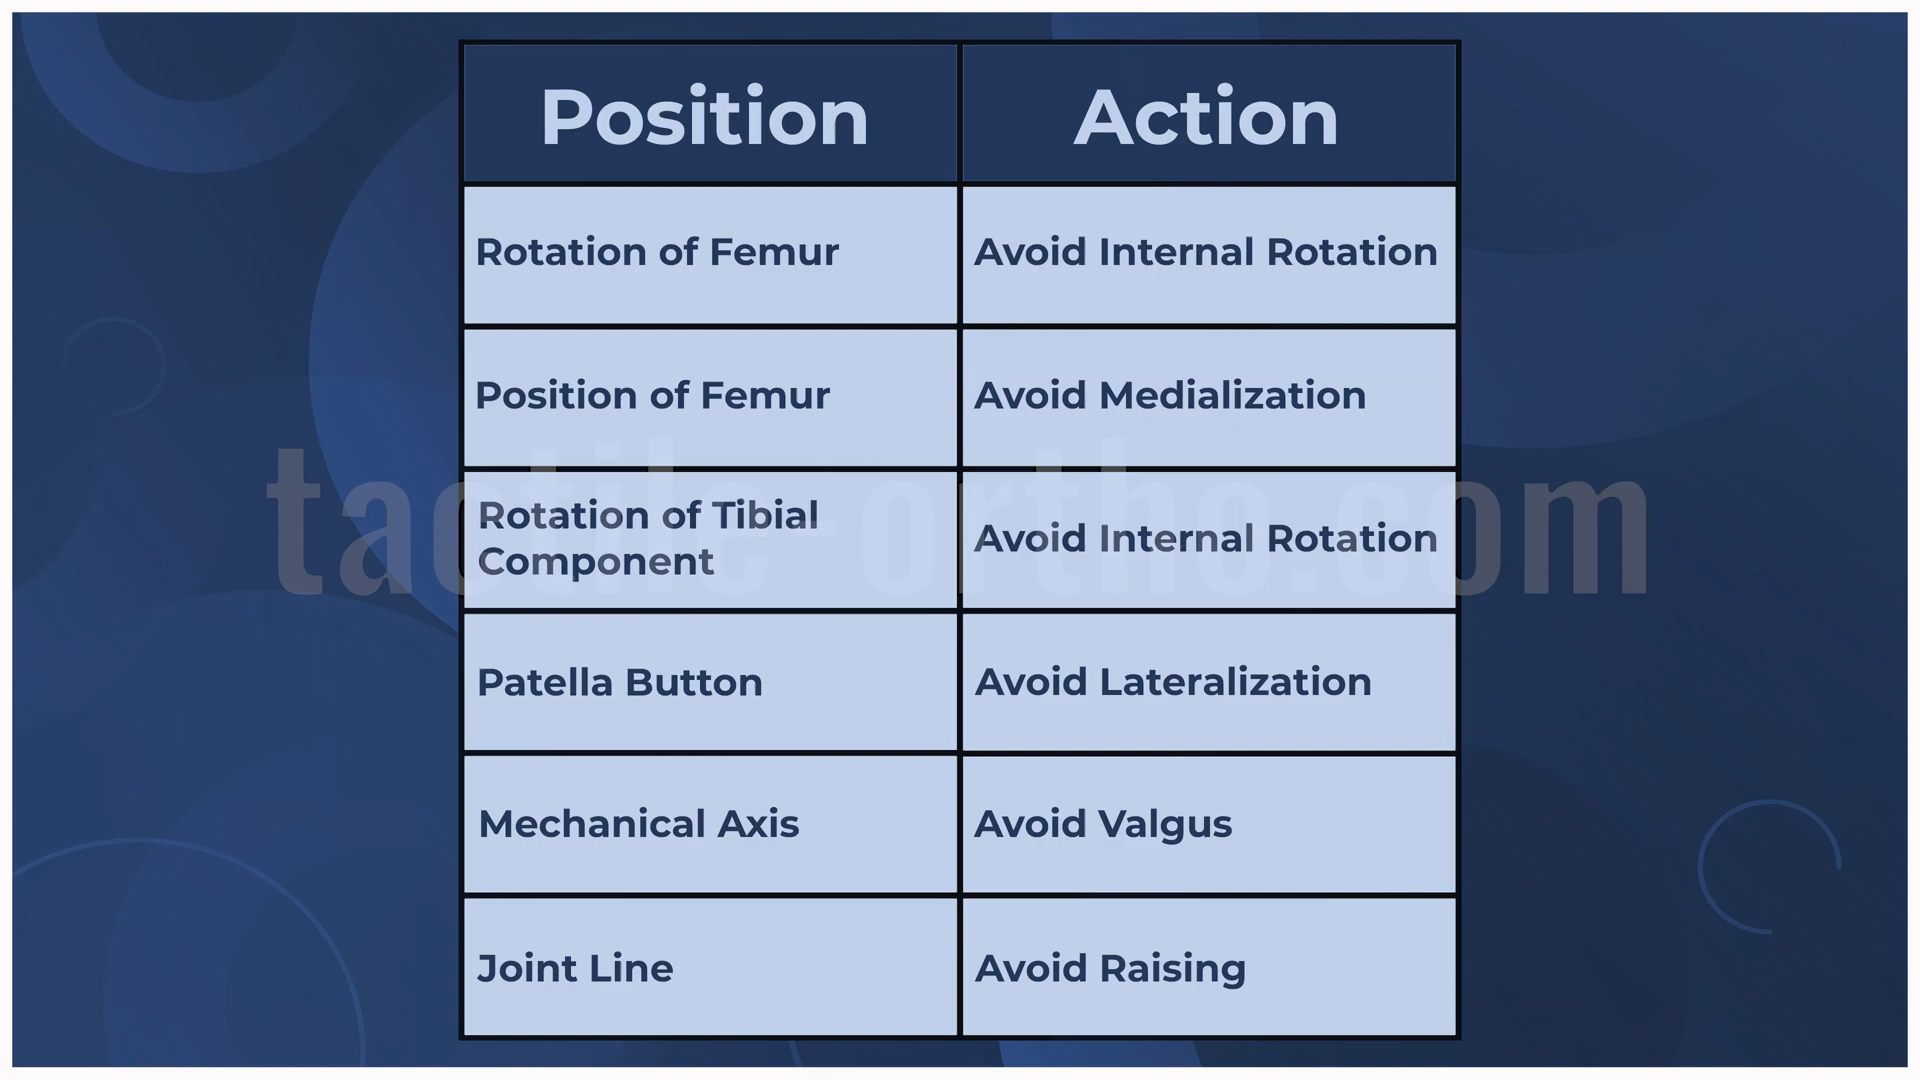 Position Action
Rotation of Femur Avoid Internal Rotation
Position of Femur Avoid Medialization
Rotation of Tibial
Component
Avoid Internal Rotation
Patella Button Avoid Lateralization
Mechanical Axis Avoid Valgus
Joint Line Avoid Raising
tactile-ortho.com